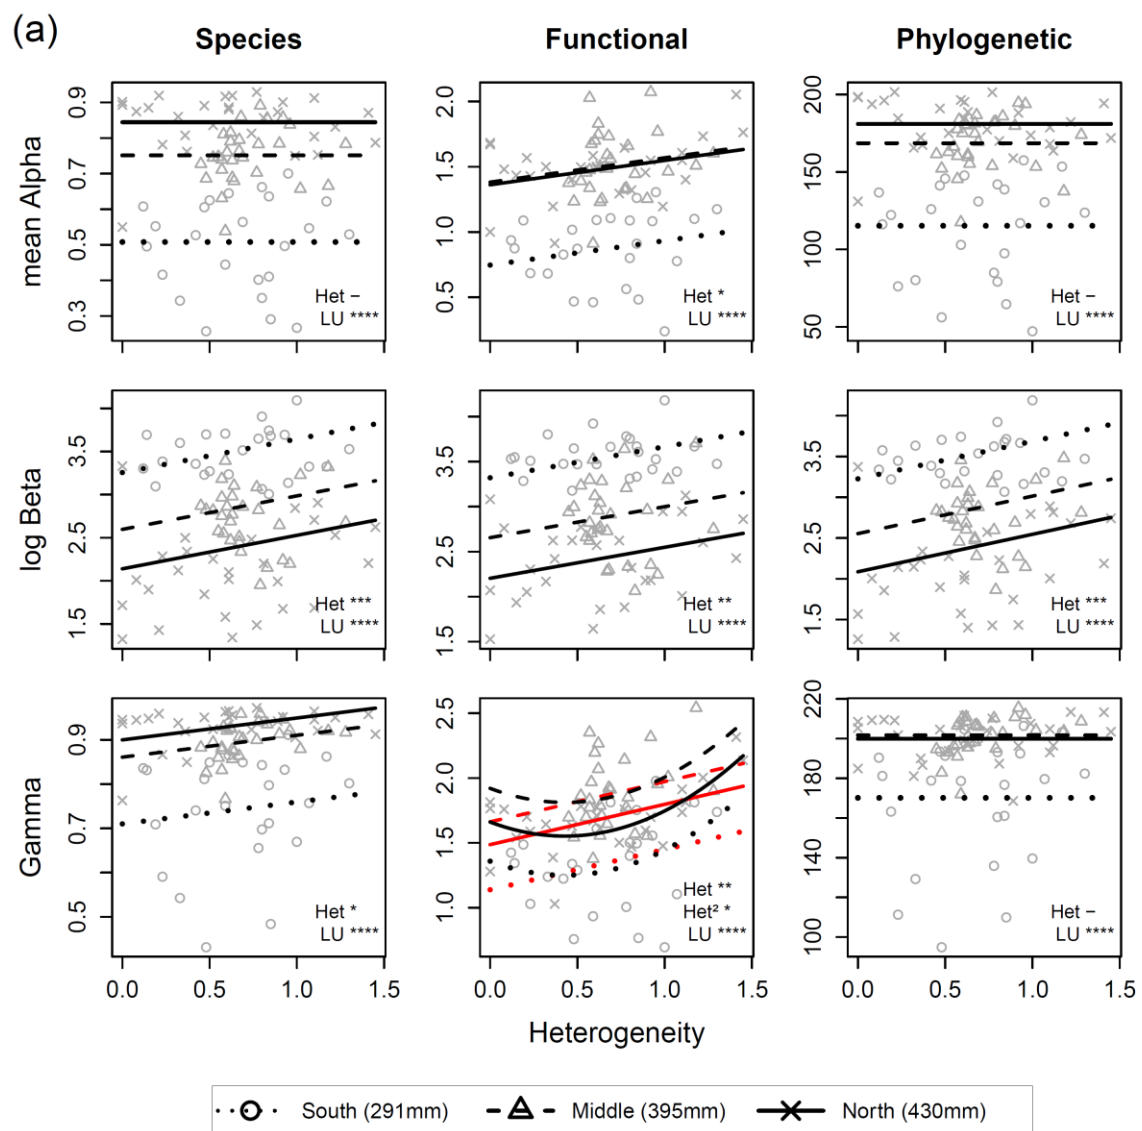 (a)
Species Functional Phylogenetic
mean Alpha
0.3 0.5 0.7 0.9
Het –
LU ****
0.5 1.0 1.5 2.0
Het *
LU ****
50 100 150 200
Het –
LU ****
log Beta
1.5 2.5 3.5
Het ***
LU ****
1.5 2.5 3.5
Het **
LU ****
1.5 2.5 3.5
Het ***
LU ****
Gamma
0.5 0.7 0.9
Het *
LU ****
1.0 1.5 2.0 2.5
Het **
Het² *
LU ****
100 140 180 220
Het –
LU ****
0.0 0.5 1.0 1.5 0.0 0.5 1.0 1.5 0.0 0.5 1.0 1.5
Heterogeneity
South (291mm) Middle (395mm) North (430mm)